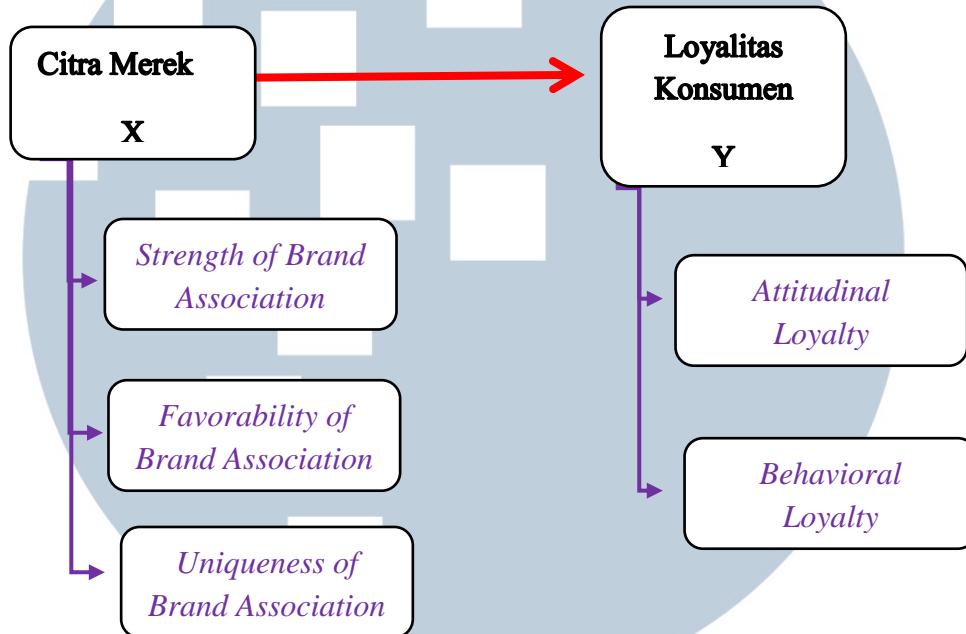 Citra Merek
X
Loyalitas
Konsumen
Y
Strength of Brand
Association
Favorability of
Brand Association
Uniqueness of
Brand Association
Attitudinal
Loyalty
Behavioral
Loyalty